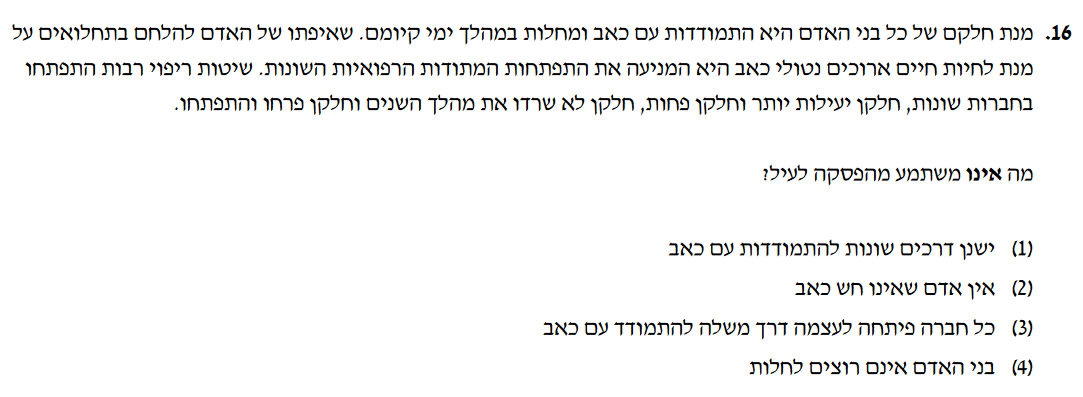 16. מנת חלקם של כל בני האדם היא התמודדות עם כאב ומחלות במהלך ימי קיומם. שאיפתו של האדם להלחם בתחלואים על
מנת לחיות חיים ארוכים נטולי כאב היא המניעה את התפתחות המתודות הרפואיות השונות. שיטות ריפוי רבות התפתחו
בחברות שונות, חלקן יעילות יותר וחלקן פחות, חלקן לא שרדו את מהלך השנים וחלקן פרחו והתפתחו.
מה אינו משתמע מהפסקה לעיל?
(1) ישנן דרכים שונות להתמודדות עם כאב
(2) אין אדם שאינו חש כאב
(3) כל חברה פיתחה לעצמה דרך משלה להתמודד עם כאב
(4) בני האדם אינם רוצים לחלות